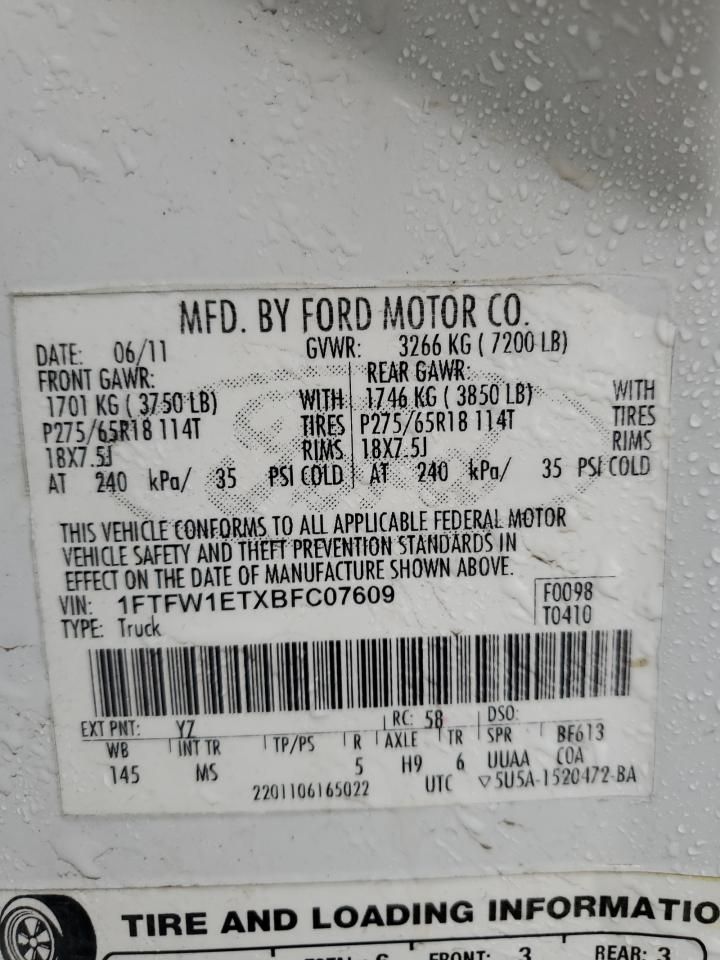 MFD. BY FORD MOTOR CO.
DATE: 06/11 GVWR: 3266 KG ( 7200 LB)
FRONT GAWR: REAR GAWR:
1701 KG ( 3750 LB) WITH 1746 KG ( 3850 LB) WITH
P275/65R18 114T TIRES P275/65R18 114T TIRES
18X7.5J RIMS 18X7.5J RIMS
AT 240 kPa/ 35 PSI COLD AT 240 kPa/ 35 PSI COLD
THIS VEHICLE CONFORMS TO ALL APPLICABLE FEDERAL MOTOR
VEHICLE SAFETY AND THEFT PREVENTION STANDARDS IN
EFFECT ON THE DATE OF MANUFACTURE SHOWN ABOVE.
VIN: 1FTFW1ETXBFC07609 F0098
TYPE: Truck T0410
EXT PNT: YZ RC: 58 DSO:
WB INT TR TP/PS R AXLE TR SPR BF613
145 MS 5 H9 6 UUAA COA
2201106165022 UTC ▽5U5A-1520472-BA
TIRE AND LOADING INFORMATIO
FRONT: 3 REAR: 3